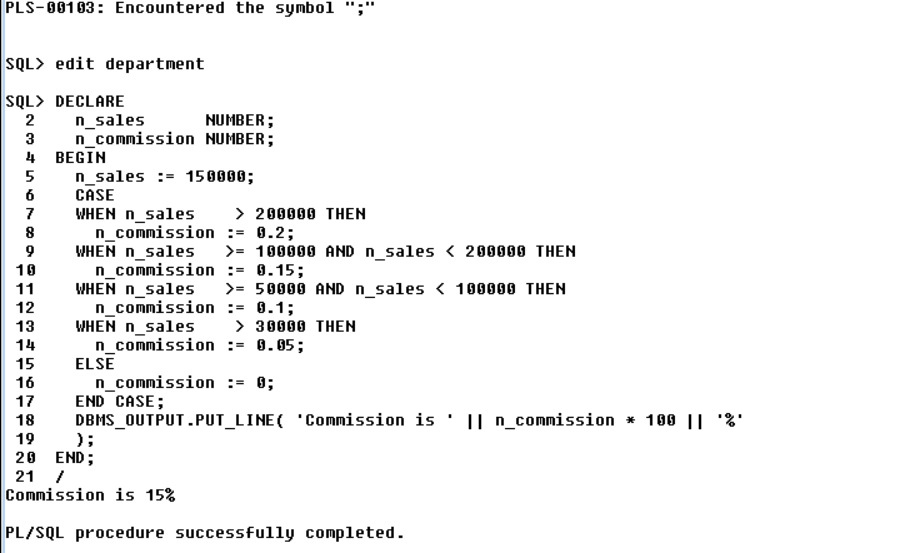 PLS-00103: Encountered the symbol ";"
SQL> edit department
SQL> DECLARE
  2    n_sales      NUMBER;
  3    n_commission NUMBER;
  4  BEGIN
  5    n_sales := 150000;
  6    CASE
  7    WHEN n_sales    > 200000 THEN
  8      n_commission := 0.2;
  9    WHEN n_sales   >= 100000 AND n_sales < 200000 THEN
 10      n_commission := 0.15;
 11    WHEN n_sales   >= 50000 AND n_sales < 100000 THEN
 12      n_commission := 0.1;
 13    WHEN n_sales    > 30000 THEN
 14      n_commission := 0.05;
 15    ELSE
 16      n_commission := 0;
 17    END CASE;
 18    DBMS_OUTPUT.PUT_LINE( 'Commission is ' || n_commission * 100 || '%'
 19    );
 20  END;
 21  /
Commission is 15%
PL/SQL procedure successfully completed.